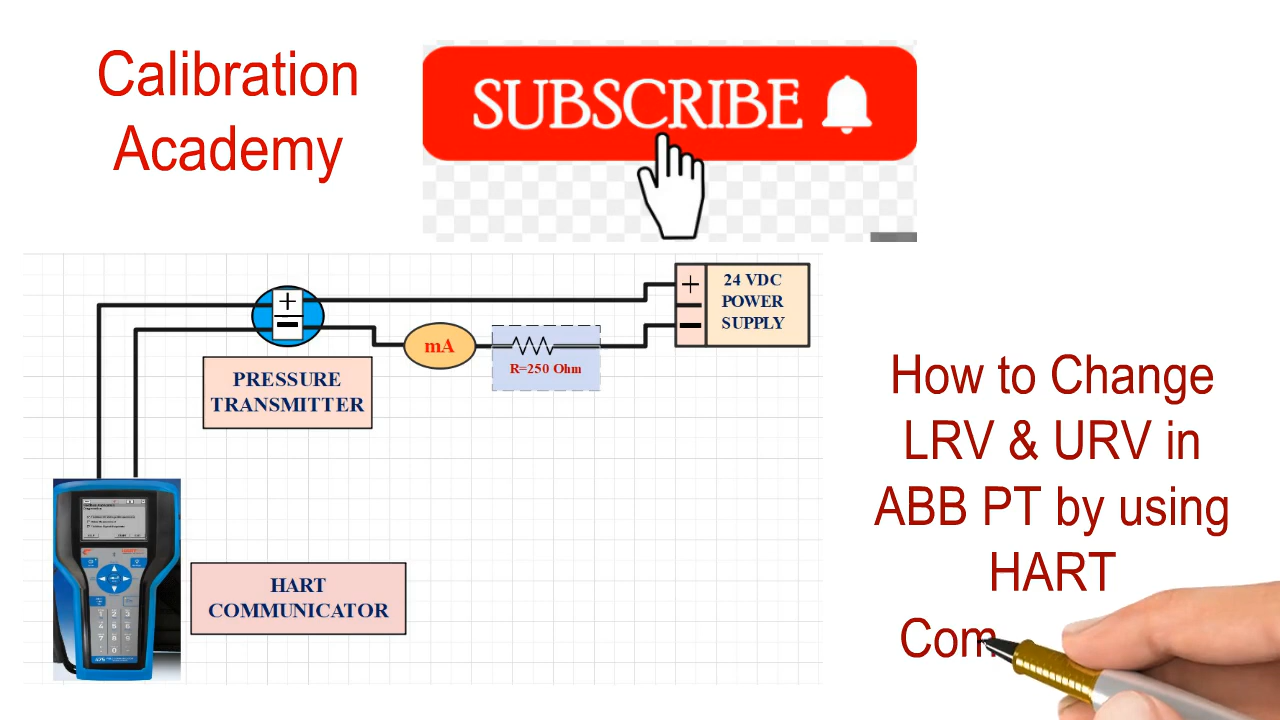 Calibration
Academy
SUBSCRIBE
+
24 VDC
POWER
SUPPLY
+
mA
R=250 Ohm
PRESSURE
TRANSMITTER
How to Change
LRV & URV in
ABB PT by using
HART
Com
HART
COMMUNICATOR
475